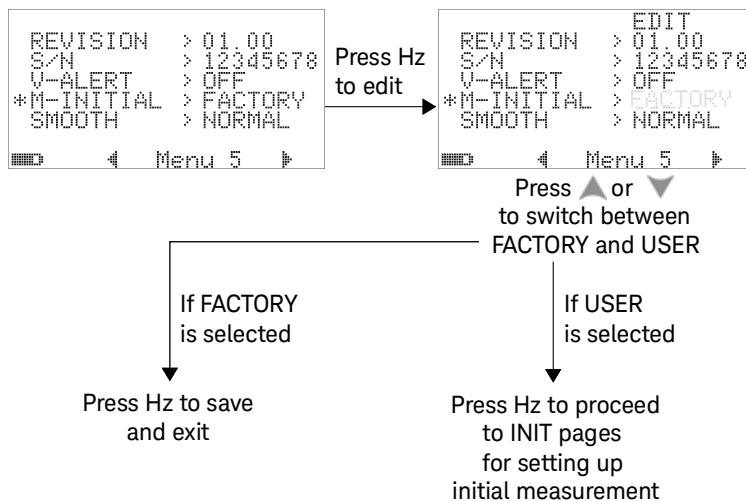 REVISION > 01.00
S/N > 12345678
V-ALERT > OFF
*M-INITIAL > FACTORY
SMOOTH > NORMAL
Menu 5
Press Hz
to edit
EDIT
REVISION > 01.00
S/N > 12345678
V-ALERT > OFF
*M-INITIAL > FACTORY
SMOOTH > NORMAL
Menu 5
Press ▲ or ▼
to switch between
FACTORY and USER
If FACTORY
is selected
Press Hz to save
and exit
If USER
is selected
Press Hz to proceed
to INIT pages
for setting up
initial measurement